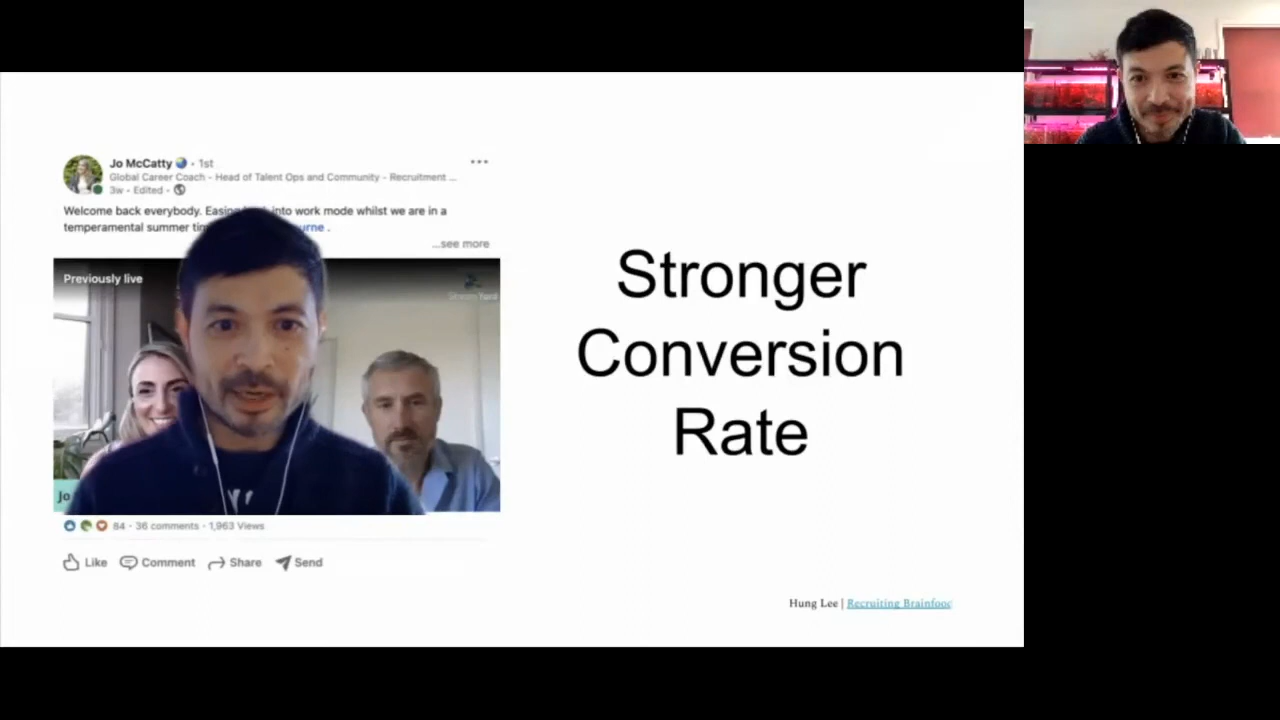 Jo McCatty · 1st
Global Career Coach - Head of Talent Ops and Community - Recruitment ...
3w · Edited ·
Welcome back everybody. Easing into work mode whilst we are in a
temperamental summer
...see more
Previously live
StreamYard
Jo
84 · 36 comments · 1,963 Views
Like Comment Share Send
Stronger
Conversion
Rate
Hung Lee | Recruiting Brainfood